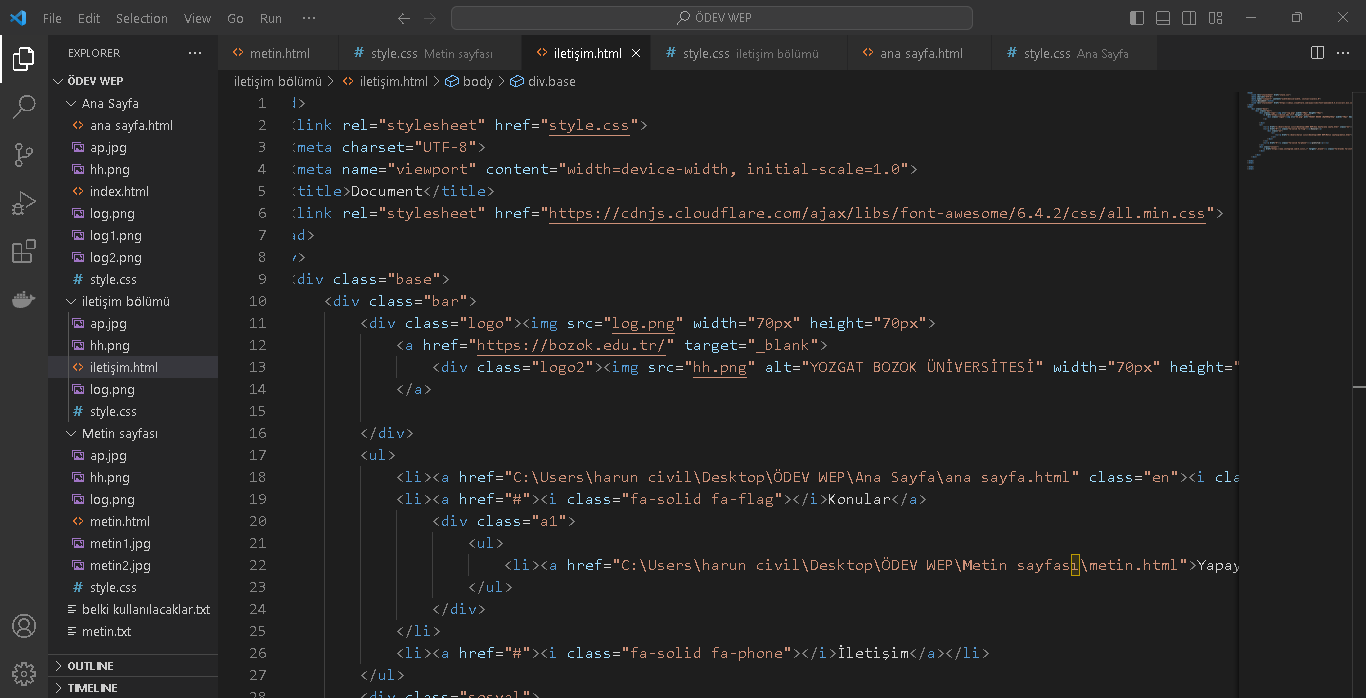 File Edit Selection View Go Run ··· ÖDEV WEP
EXPLORER ···
metin.html
style.css Metin sayfası
iletişim.html
style.css iletişim bölümü
ana sayfa.html
style.css Ana Sayfa
iletişim bölümü > iletişim.html > body > div.base
ÖDEV WEP
Ana Sayfa
ana sayfa.html
ap.jpg
hh.png
index.html
log.png
log1.png
log2.png
style.css
iletişim bölümü
ap.jpg
hh.png
iletişim.html
log.png
style.css
Metin sayfası
ap.jpg
hh.png
log.png
metin.html
metin1.jpg
metin2.jpg
style.css
belki kullanılacaklar.txt
metin.txt
OUTLINE
TIMELINE
1 >
2 link rel="stylesheet" href="style.css">
3 meta charset="UTF-8">
4 meta name="viewport" content="width=device-width, initial-scale=1.0">
5 title>Document</title>
6 link rel="stylesheet" href="https://cdnjs.cloudflare.com/ajax/libs/font-awesome/6.4.2/css/all.min.css">
7 d>
8 >
9 div class="base">
10 <div class="bar">
11 <div class="logo"><img src="log.png" width="70px" height="70px">
12 <a href="https://bozok.edu.tr/" target="_blank">
13 <div class="logo2"><img src="hh.png" alt="YOZGAT BOZOK ÜNİVERSİTESİ" width="70px" height="
14 </a>
15
16 </div>
17 <ul>
18 <li><a href="C:\Users\harun civil\Desktop\ÖDEV WEP\Ana Sayfa\ana sayfa.html" class="en"><i cla
19 <li><a href="#"><i class="fa-solid fa-flag"></i>Konular</a>
20 <div class="a1">
21 <ul>
22 <li><a href="C:\Users\harun civil\Desktop\ÖDEV WEP\Metin sayfası\metin.html">Yapay
23 </ul>
24 </div>
25 </li>
26 <li><a href="#"><i class="fa-solid fa-phone"></i>İletişim</a></li>
27 </ul>
28 <div class="sosyal">